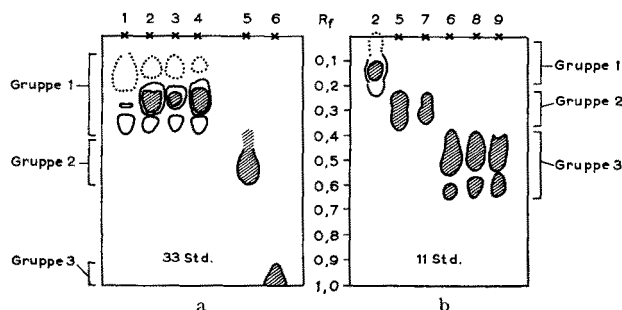 1 2 3 4 5 6 Rf 2 5 7 6 8 9
Gruppe 1
Gruppe 2
Gruppe 3
33 Std.
a
0,1
0,2
0,3
0,4
0,5
0,6
0,7
0,8
0,9
1,0
11 Std.
b
Gruppe 1
Gruppe 2
Gruppe 3